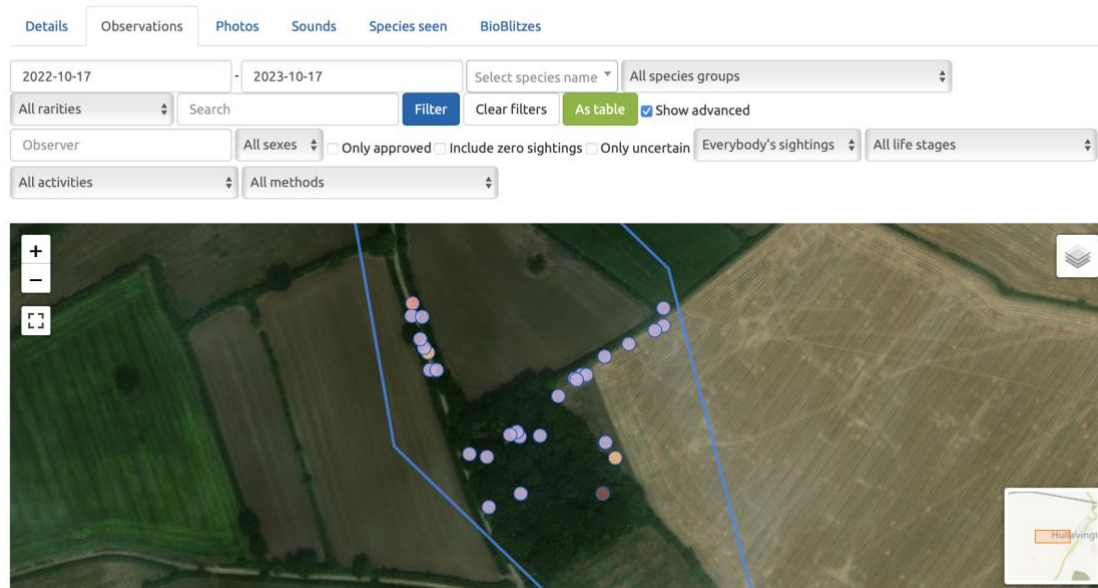 Details Observations Photos Sounds Species seen BioBlitzes
2022-10-17 - 2023-10-17 Select species name All species groups
All rarities Search Filter Clear filters As table Show advanced
Observer All sexes Only approved Include zero sightings Only uncertain Everybody's sightings All life stages
All activities All methods
+
−
Hullavingt